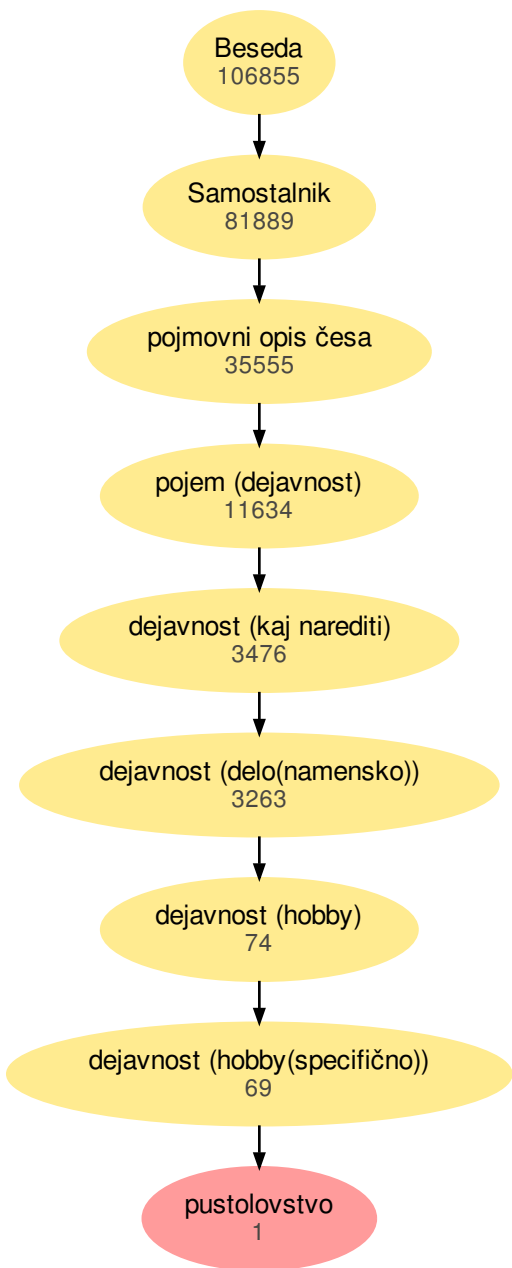 Beseda
106855
Samostalnik
81889
pojmovni opis česa
35555
pojem (dejavnost)
11634
dejavnost (kaj narediti)
3476
dejavnost (delo(namensko))
3263
dejavnost (hobby)
74
dejavnost (hobby(specifično))
69
pustolovstvo
1